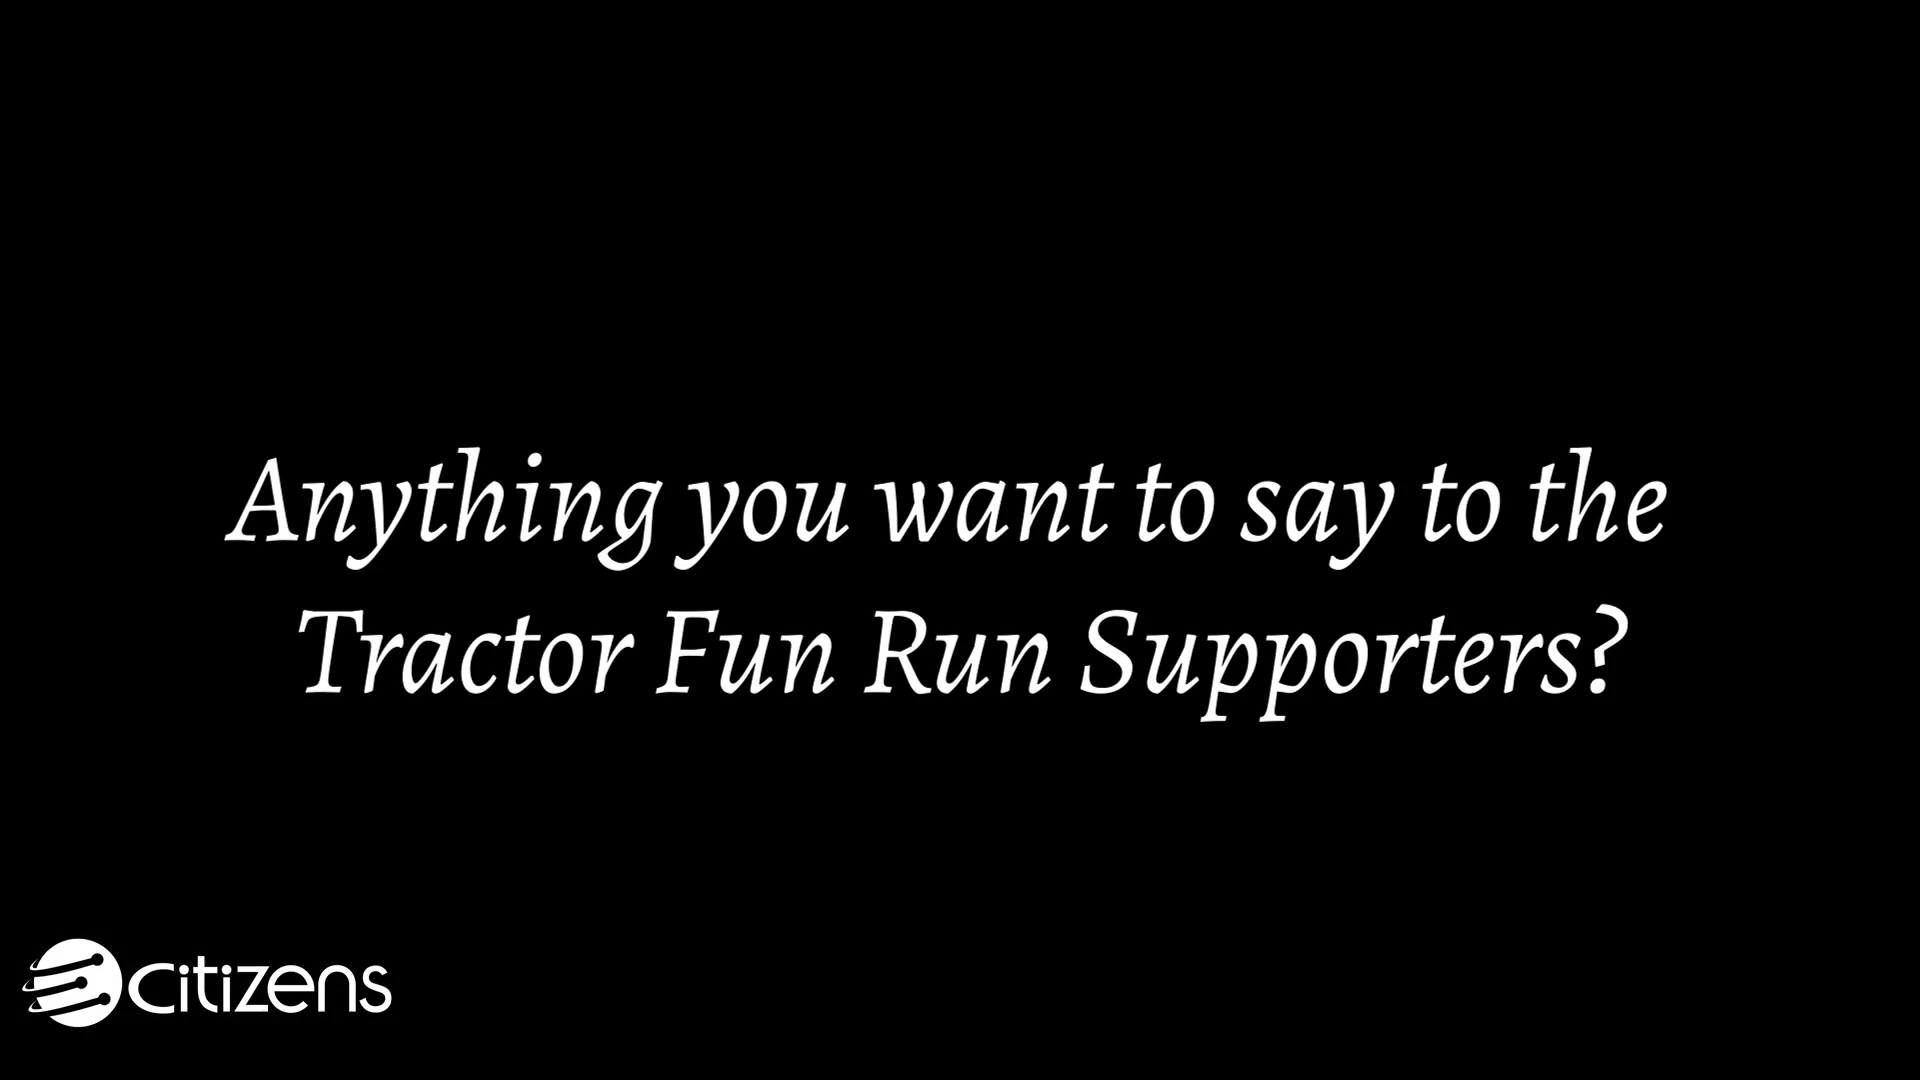 Anything you want to say to the
Tractor Fun Run Supporters?
citizens